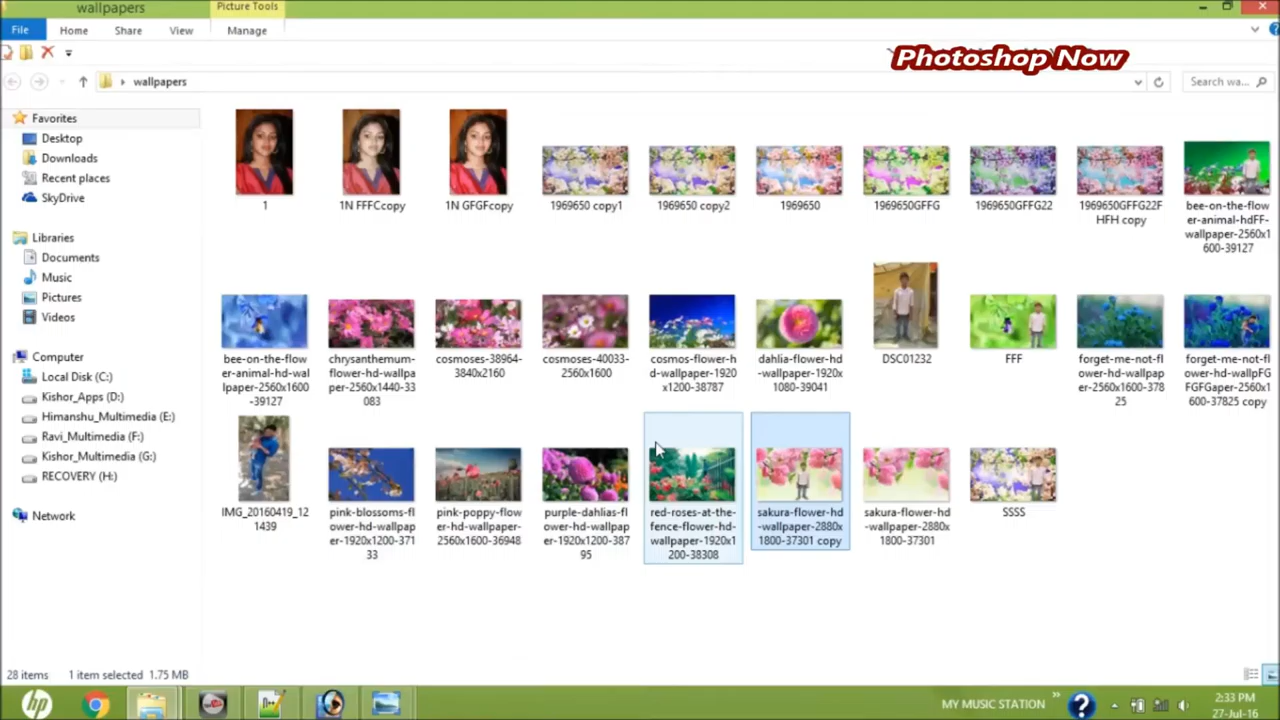 wallpapers
Picture Tools
File
Home
Share
View
Manage
Photoshop Now
wallpapers
Search wa...
Favorites
Desktop
Downloads
Recent places
SkyDrive
Libraries
Documents
Music
Pictures
Videos
Computer
Local Disk (C:)
Kishor_Apps (D:)
Himanshu_Multimedia (E:)
Ravi_Multimedia (F:)
Kishor_Multimedia (G:)
RECOVERY (H:)
Network
1
1N FFFCcopy
1N GFGFcopy
1969650 copy1
1969650 copy2
1969650
1969650GFFG
1969650GFFG22
1969650GFFG22F
HFH copy
bee-on-the-flow
er-animal-hdFF-
wallpaper-2560x1
600-39127
bee-on-the-flow
er-animal-hd-wal
lpaper-2560x1600
-39127
chrysanthemum-
flower-hd-wallpa
per-2560x1440-33
083
cosmoses-38964-
3840x2160
cosmoses-40033-
2560x1600
cosmos-flower-h
d-wallpaper-1920
x1200-38787
dahlia-flower-hd
-wallpaper-1920x
1080-39041
DSC01232
FFF
forget-me-not-fl
ower-hd-wallpap
er-2560x1600-378
25
forget-me-not-fl
ower-hd-wallpFG
FGFGaper-2560x1
600-37825 copy
IMG_20160419_12
1439
pink-blossoms-fl
ower-hd-wallpap
er-1920x1200-371
33
pink-poppy-flow
er-hd-wallpaper-
2560x1600-36948
purple-dahlias-fl
ower-hd-wallpap
er-1920x1200-387
95
red-roses-at-the-
fence-flower-hd-
wallpaper-1920x1
200-38308
sakura-flower-hd
-wallpaper-2880x
1800-37301 copy
sakura-flower-hd
-wallpaper-2880x
1800-37301
SSSS
28 items
1 item selected 1.75 MB
hp
MY MUSIC STATION
2:33 PM
27-Jul-16